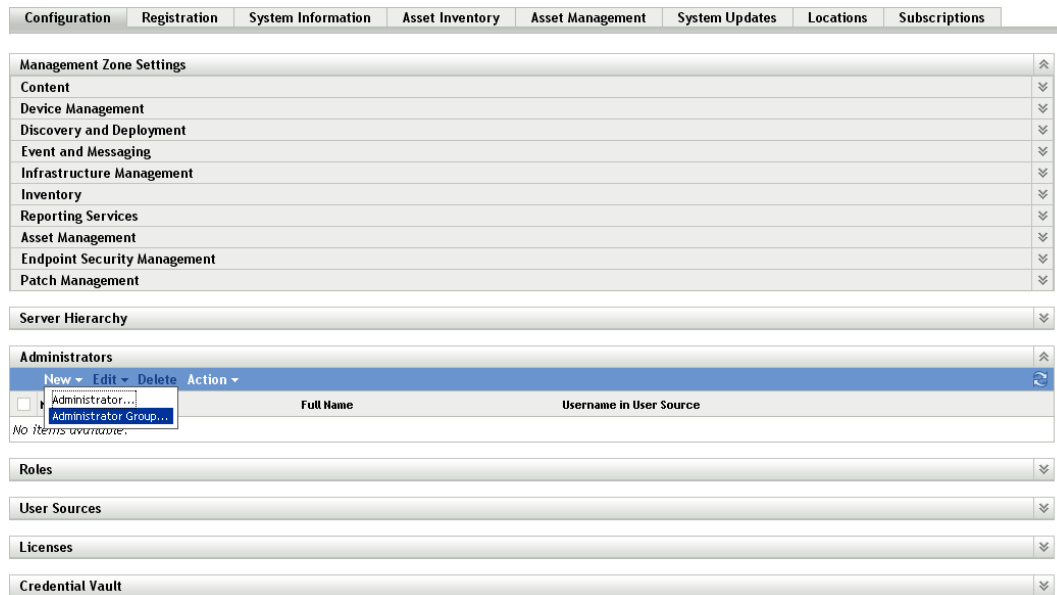 Configuration Registration System Information Asset Inventory Asset Management System Updates Locations Subscriptions
Management Zone Settings
Content
Device Management
Discovery and Deployment
Event and Messaging
Infrastructure Management
Inventory
Reporting Services
Asset Management
Endpoint Security Management
Patch Management
Server Hierarchy
Administrators
New Edit Delete Action
Administrator...
Full Name Username in User Source
Administrator Group...
No items available.
Roles
User Sources
Licenses
Credential Vault